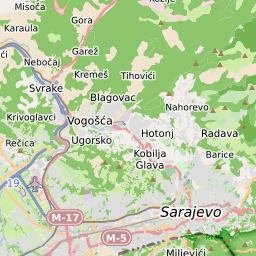 Misoča
Kožlje
Karaula
Gora
Garež
Nebočaj
Kremeš
Tihovići
Svrake
Blagovac
Nahorevo
Krivoglavci
Vogošća
Hotonj
Radava
Rečica
Ugorsko
Kobilja
Glava
Barice
19
M-17
Sarajevo
M-5
Miljevići